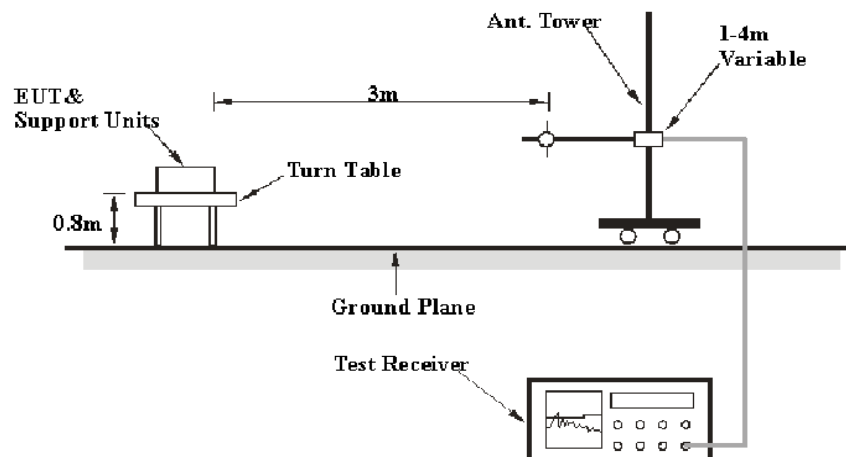 Ant. Tower
1-4m
Variable
3m
EUT&
Support Units
Turn Table
0.8m
Ground Plane
Test Receiver